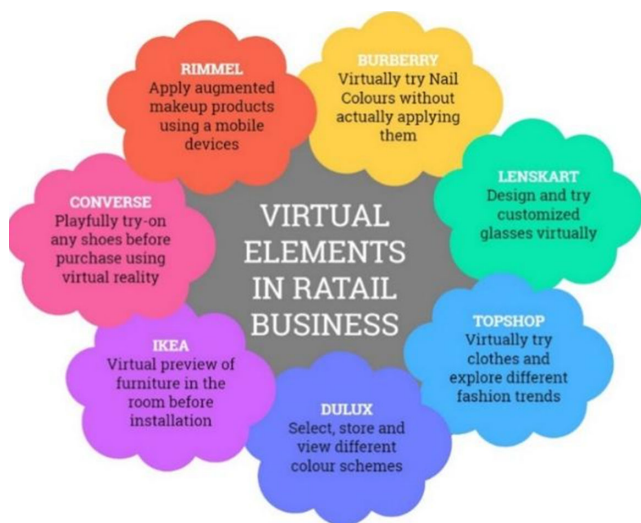 VIRTUAL
ELEMENTS
IN RATAIL
BUSINESS
RIMMEL
Apply augmented
makeup products
using a mobile
devices
BURBERRY
Virtually try Nail
Colours without
actually applying
them
LENSKART
Design and try
customized
glasses virtually
TOPSHOP
Virtually try
clothes and
explore different
fashion trends
DULUX
Select, store and
view different
colour schemes
IKEA
Virtual preview of
furniture in the
room before
installation
CONVERSE
Playfully try-on
any shoes before
purchase using
virtual reality